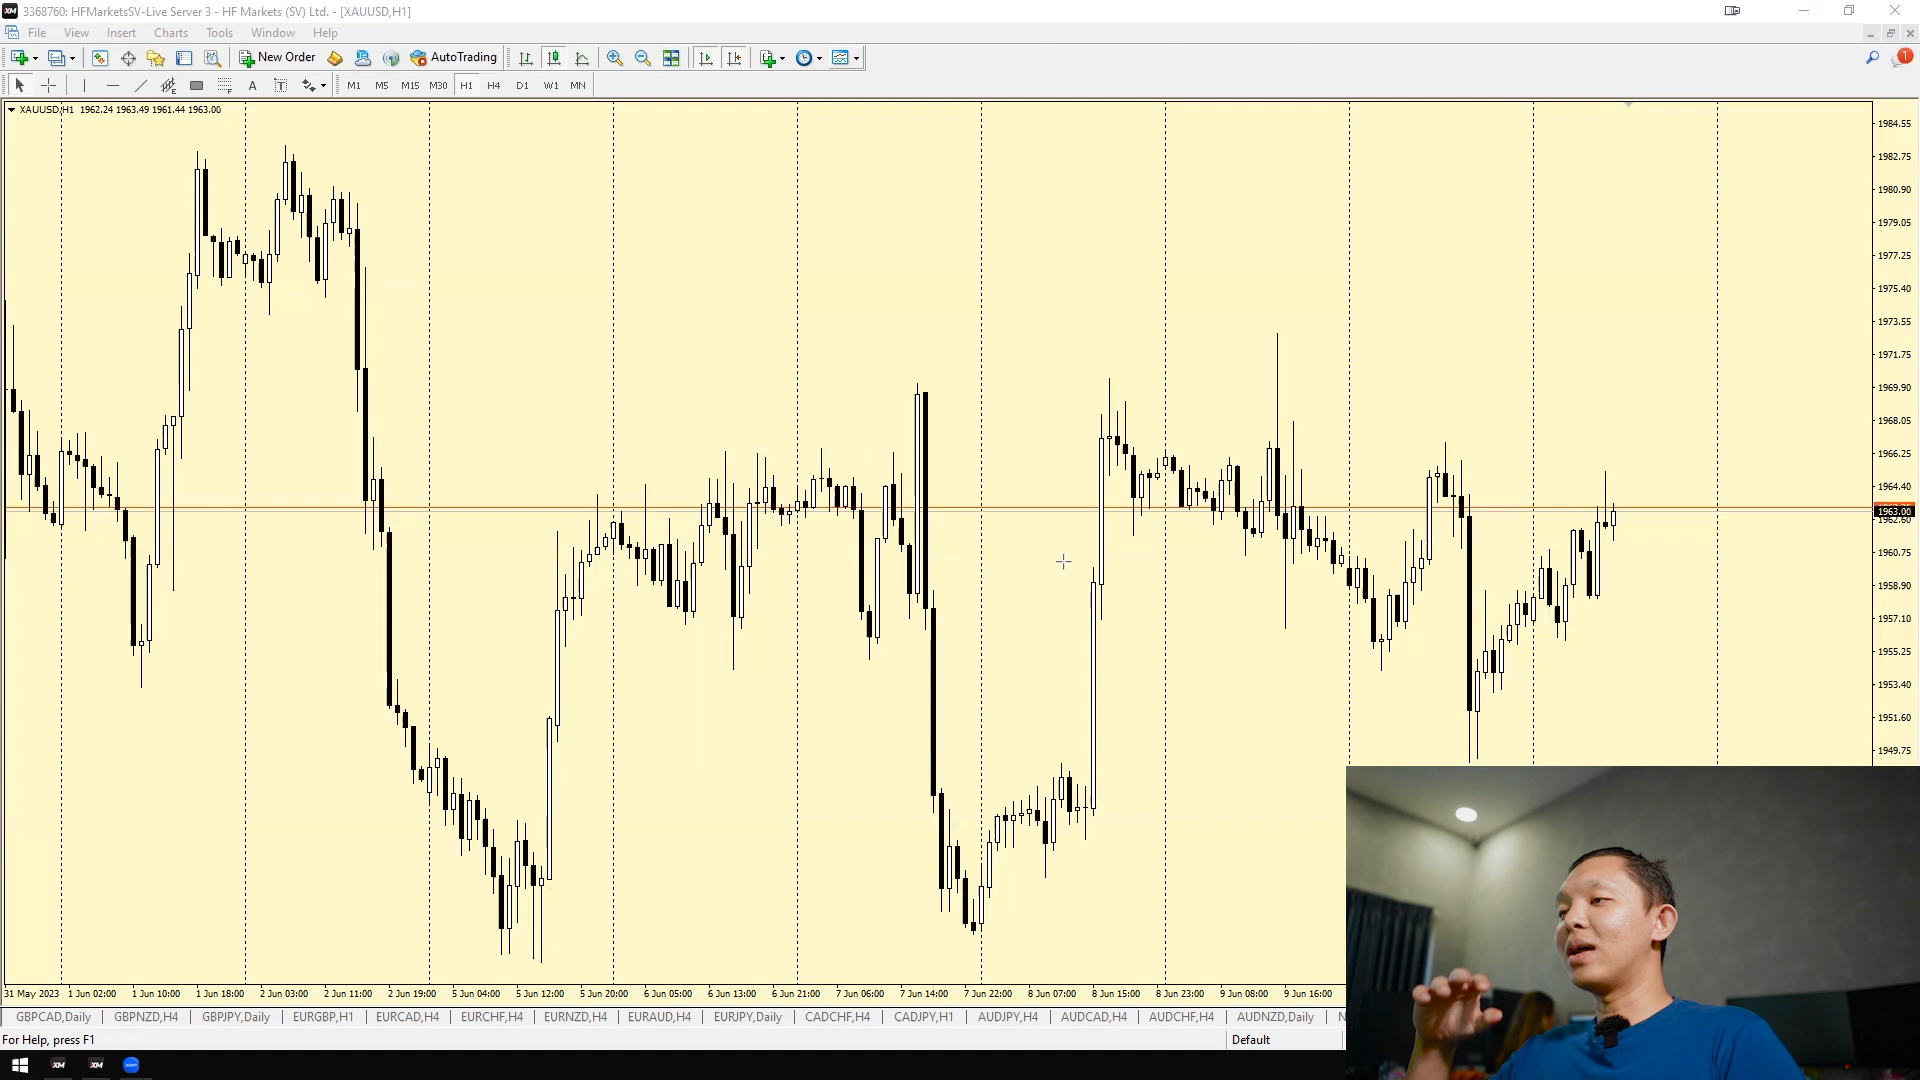 XM 3368760: HFMarketsSV-Live Server 3 - HF Markets (SV) Ltd. - [XAUUSD,H1]
File View Insert Charts Tools Window Help
New Order AutoTrading 1
A T M1 M5 M15 M30 H1 H4 D1 W1 MN
XAUUSD,H1 1962.24 1963.49 1961.44 1963.00
1984.55
1982.75
1980.90
1979.05
1977.25
1975.40
1973.55
1971.75
1969.90
1968.05
1966.25
1964.40
1963.00
1962.60
1960.75
1958.90
1957.10
1955.25
1953.40
1951.60
1949.75
31 May 2023 1 Jun 02:00 1 Jun 10:00 1 Jun 18:00 2 Jun 03:00 2 Jun 11:00 2 Jun 19:00 5 Jun 04:00 5 Jun 12:00 5 Jun 20:00 6 Jun 05:00 6 Jun 13:00 6 Jun 21:00 7 Jun 06:00 7 Jun 14:00 7 Jun 22:00 8 Jun 07:00 8 Jun 15:00 8 Jun 23:00 9 Jun 08:00 9 Jun 16:00
GBPCAD,Daily GBPNZD,H4 GBPJPY,Daily EURGBP,H1 EURCAD,H4 EURCHF,H4 EURNZD,H4 EURAUD,H4 EURJPY,Daily CADCHF,H4 CADJPY,H1 AUDJPY,H4 AUDCAD,H4 AUDCHF,H4 AUDNZD,Daily
For Help, press F1 Default
XM XM zoom